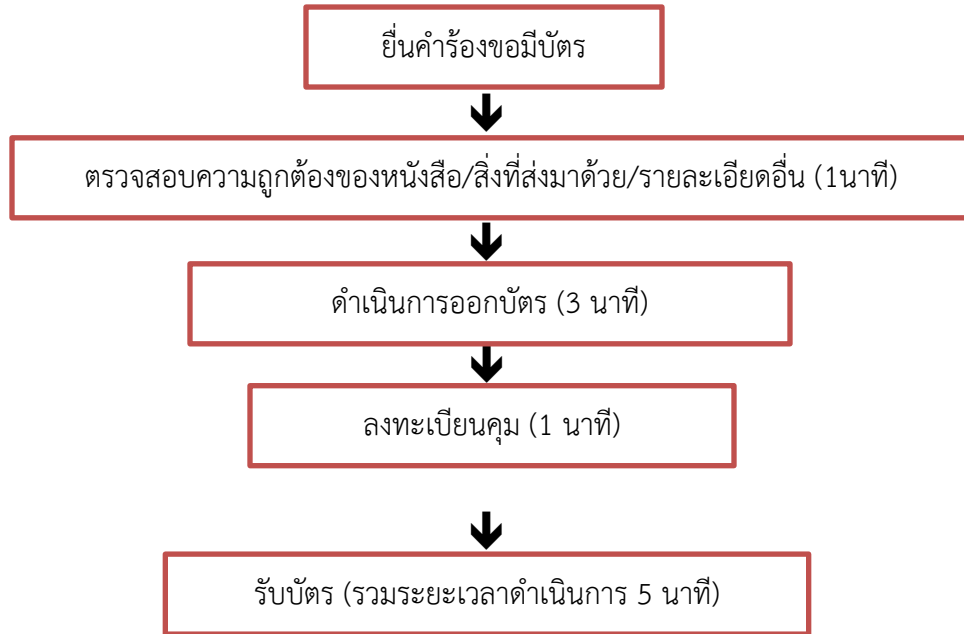 ยื่นคำร้องขอมีบัตร
ตรวจสอบความถูกต้องของหนังสือ/สิ่งที่ส่งมาด้วย/รายละเอียดอื่น (1นาที)
ดำเนินการออกบัตร (3 นาที)
ลงทะเบียนคุม (1 นาที)
รับบัตร (รวมระยะเวลาดำเนินการ 5 นาที)